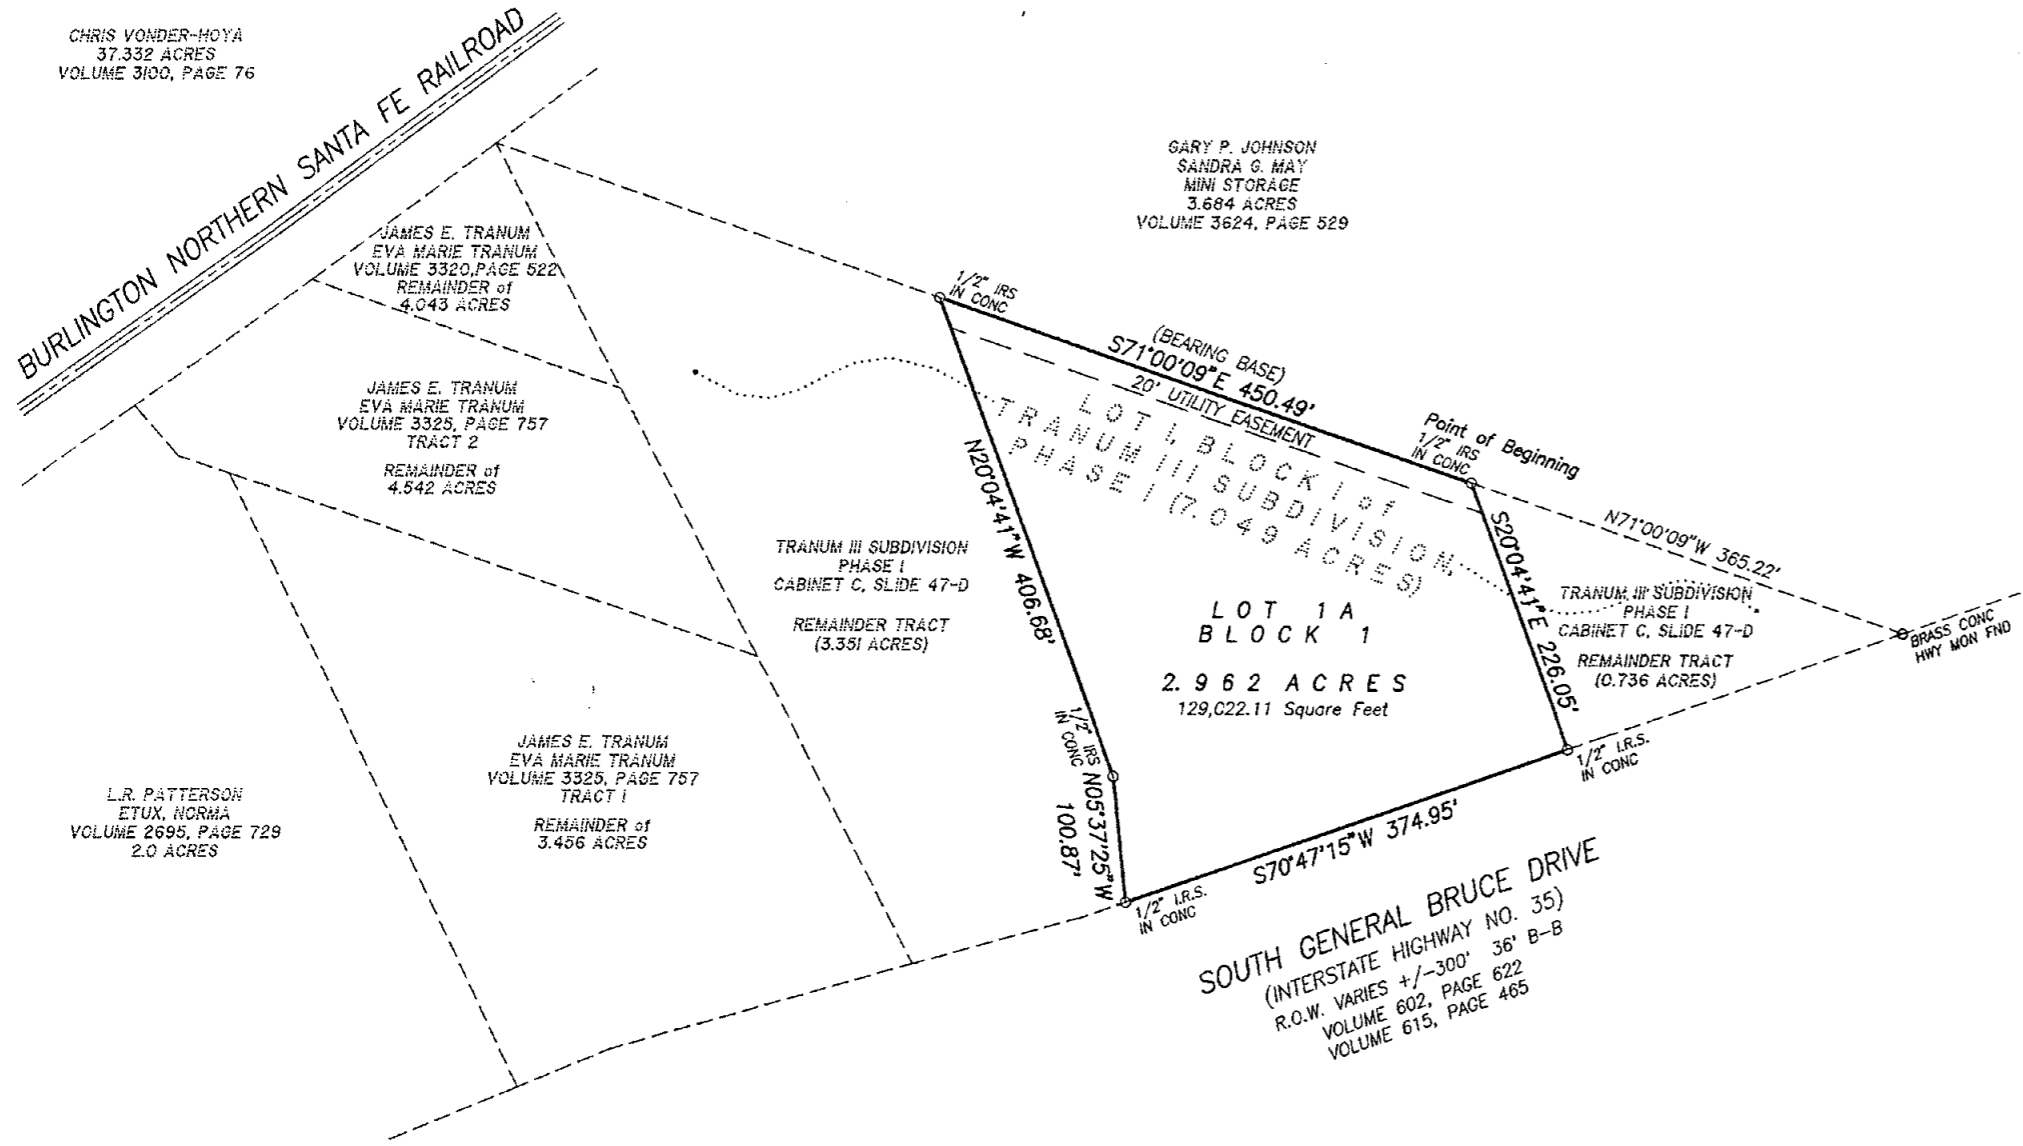 CHRIS VONDER-HOYA
37.332 ACRES
VOLUME 3100, PAGE 76
BURLINGTON NORTHERN SANTA FE RAILROAD
GARY P. JOHNSON
SANDRA G. MAY
MINI STORAGE
3.684 ACRES
VOLUME 3624, PAGE 529
JAMES E. TRANUM
EVA MARIE TRANUM
VOLUME 3320, PAGE 522
REMAINDER of
4.043 ACRES
JAMES E. TRANUM
EVA MARIE TRANUM
VOLUME 3325, PAGE 757
TRACT 2
REMAINDER of
4.542 ACRES
1/2" IRS
IN CONC
(BEARING BASE)
S71°00'09"E 450.49'
20' UTILITY EASEMENT
LOT 1, BLOCK 1 of
TRANUM III SUBDIVISION,
PHASE I (7.049 ACRES)
Point of Beginning
1/2" IRS
IN CONC
N71°00'09"W 365.22'
N20°04'41"W 406.68'
S20°04'41"E 226.05'
TRANUM III SUBDIVISION
PHASE I
CABINET C, SLIDE 47-D
REMAINDER TRACT
(3.351 ACRES)
LOT 1A
BLOCK 1
2.962 ACRES
129,022.11 Square Feet
TRANUM III SUBDIVISION
PHASE I
CABINET C, SLIDE 47-D
REMAINDER TRACT
(0.736 ACRES)
BRASS CONC
HWY MON FND
1/2" IRS
IN CONC
N05°37'25"W
100.87'
1/2" I.R.S.
IN CONC
JAMES E. TRANUM
EVA MARIE TRANUM
VOLUME 3325, PAGE 757
TRACT I
REMAINDER of
3.456 ACRES
L.R. PATTERSON
ETUX, NORMA
VOLUME 2695, PAGE 729
2.0 ACRES
S70°47'15"W 374.95'
1/2" I.R.S.
IN CONC
SOUTH GENERAL BRUCE DRIVE
(INTERSTATE HIGHWAY NO. 35)
R.O.W. VARIES +/-300' 36' B-B
VOLUME 602, PAGE 622
VOLUME 615, PAGE 465